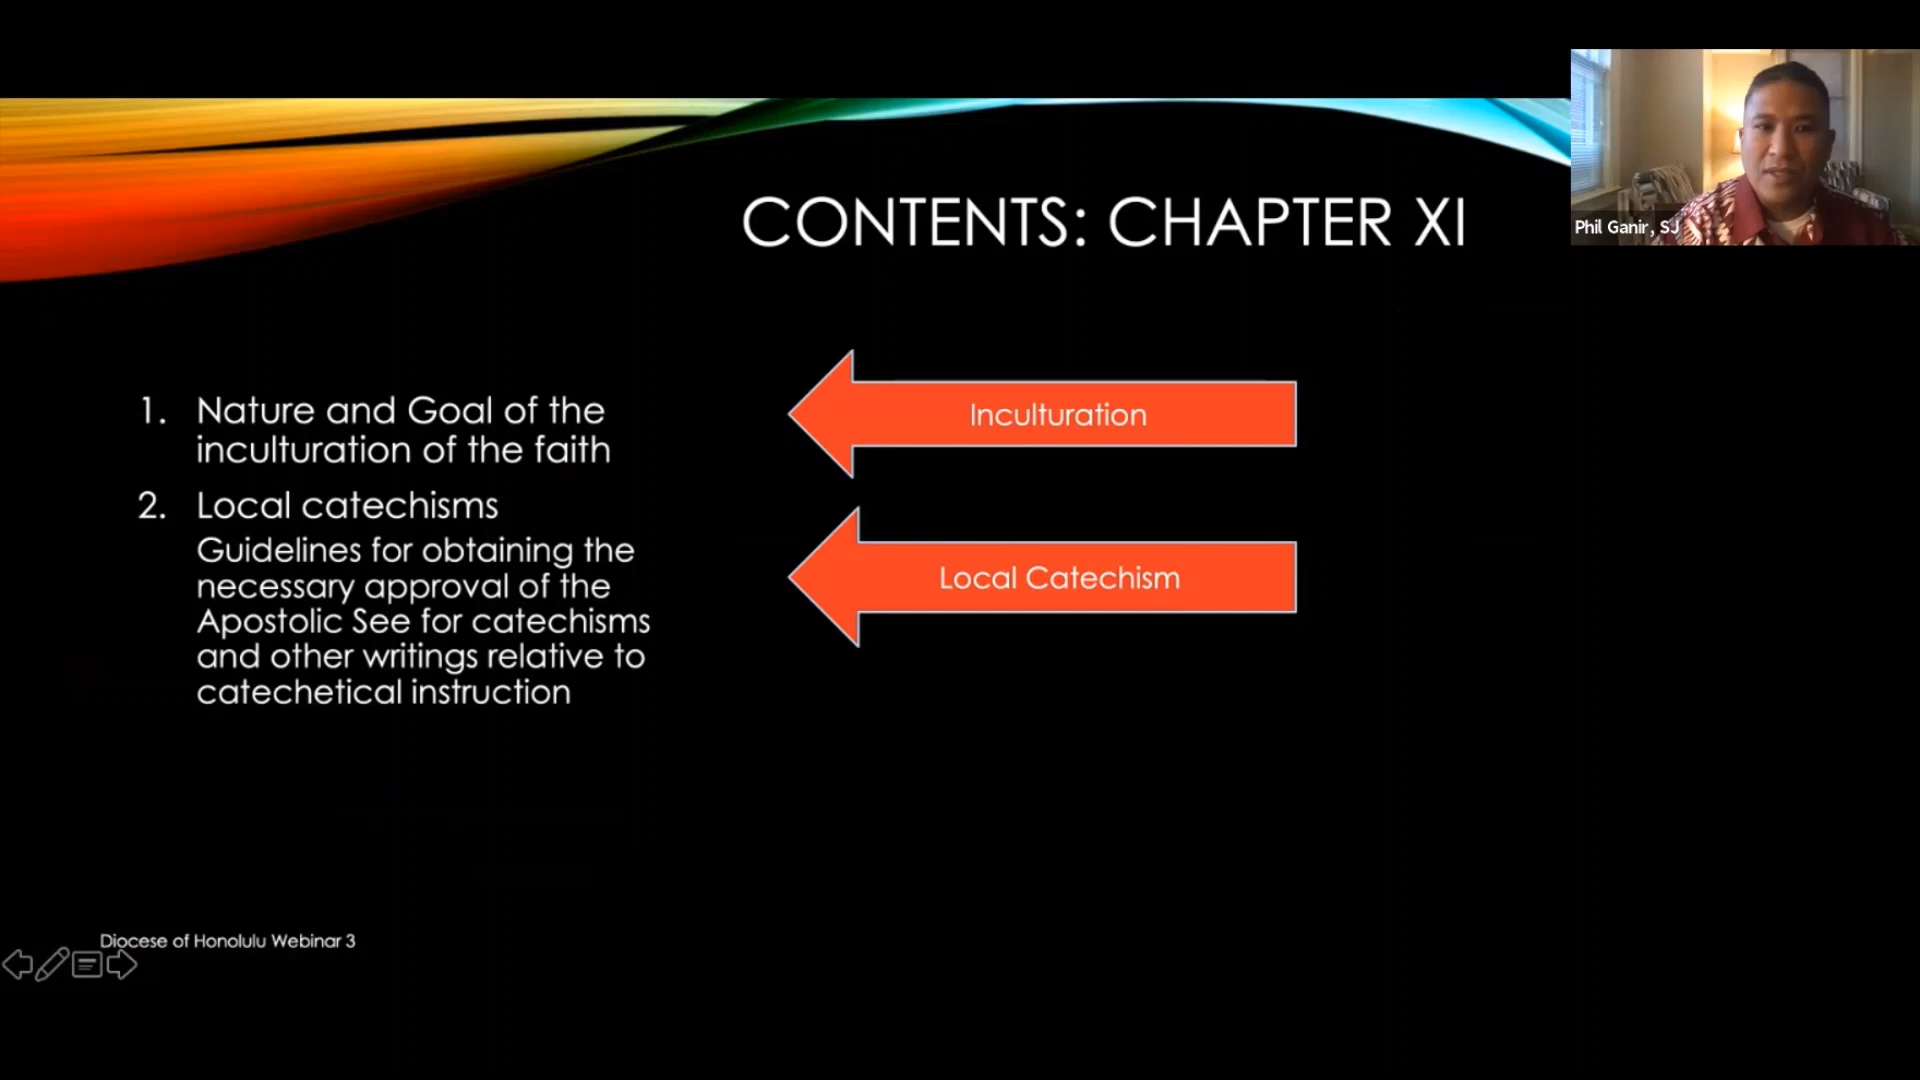 CONTENTS: CHAPTER XI
Phil Ganir, SJ
1. Nature and Goal of the
inculturation of the faith
2. Local catechisms
Guidelines for obtaining the
necessary approval of the
Apostolic See for catechisms
and other writings relative to
catechetical instruction
Inculturation
Local Catechism
Diocese of Honolulu Webinar 3